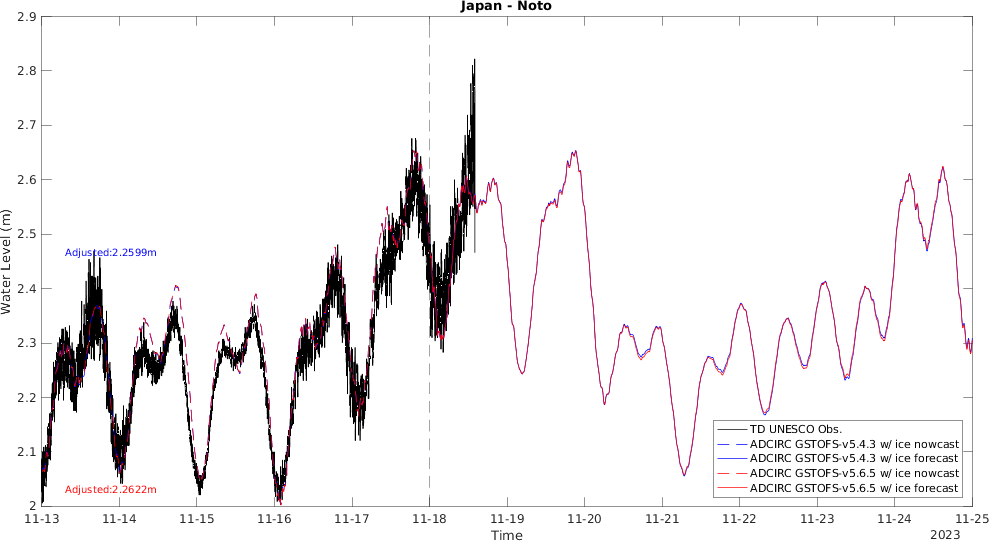 Japan - Noto
2.9
2.8
2.7
2.6
2.5
2.4
2.3
2.2
2.1
2
Water Level (m)
Adjusted:2.2599m
Adjusted:2.2622m
TD UNESCO Obs.
ADCIRC GSTOFS-v5.4.3 w/ ice nowcast
ADCIRC GSTOFS-v5.4.3 w/ ice forecast
ADCIRC GSTOFS-v5.6.5 w/ ice nowcast
ADCIRC GSTOFS-v5.6.5 w/ ice forecast
11-13 11-14 11-15 11-16 11-17 11-18 11-19 11-20 11-21 11-22 11-23 11-24 11-25
Time
2023